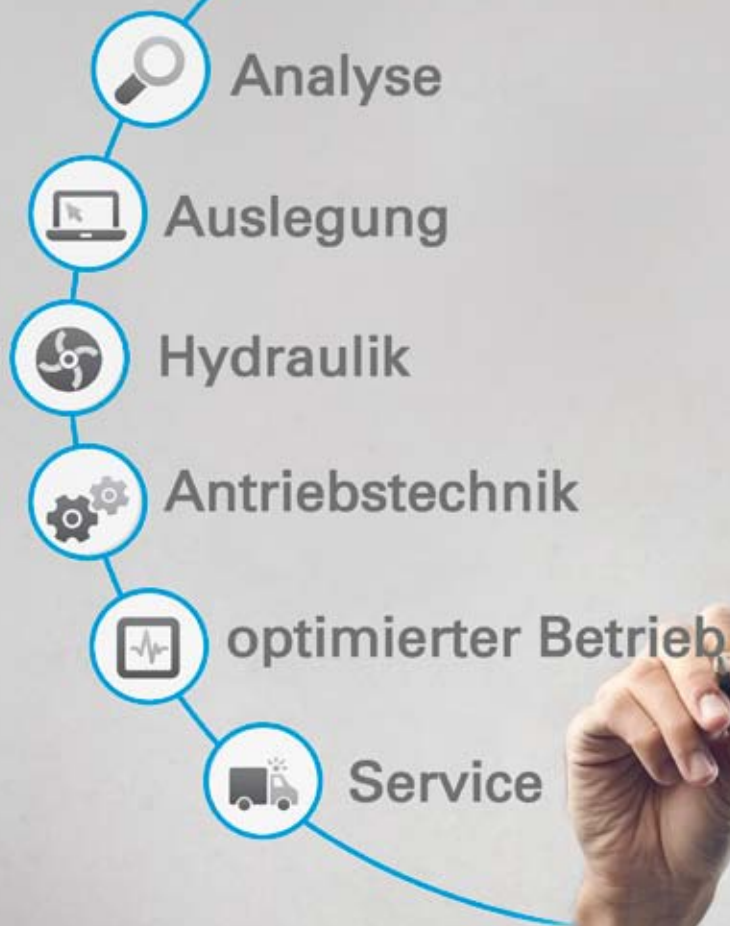 Analyse
Auslegung
Hydraulik
Antriebstechnik
optimierter Betrieb
Service